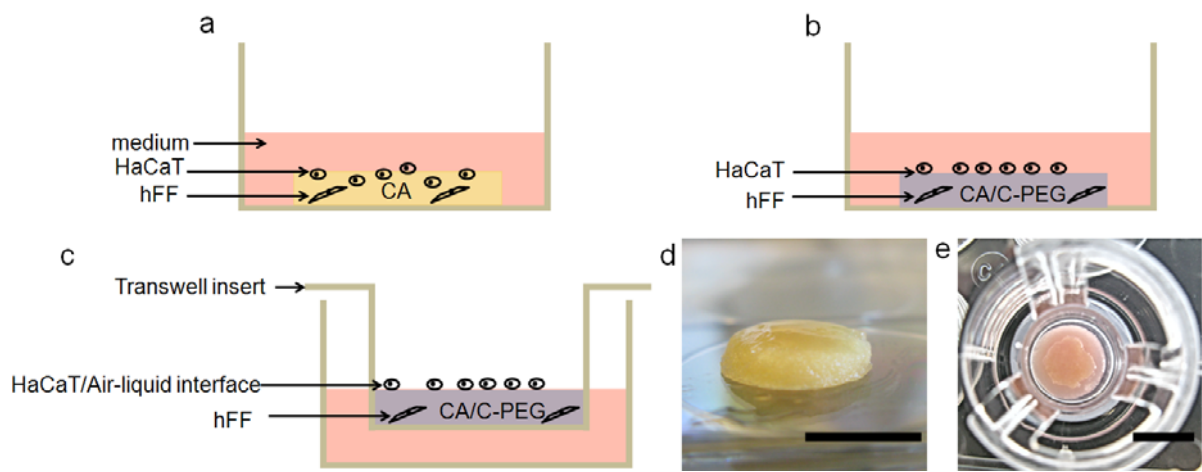 a
medium
HaCaT
hFF
CA
b
HaCaT
hFF
CA/C-PEG
c
Transwell insert
HaCaT/Air-liquid interface
hFF
CA/C-PEG
d
e
C